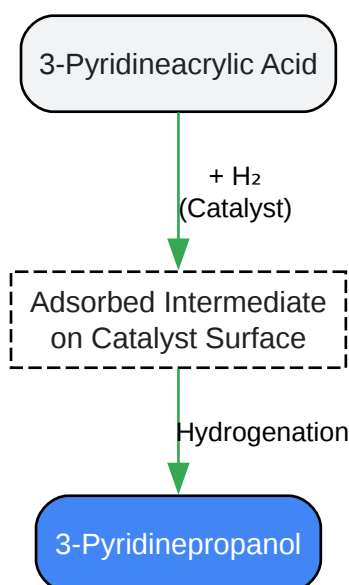 3-Pyridineacrylic Acid
+ H₂
(Catalyst)
Adsorbed Intermediate
on Catalyst Surface
Hydrogenation
3-Pyridinepropanol